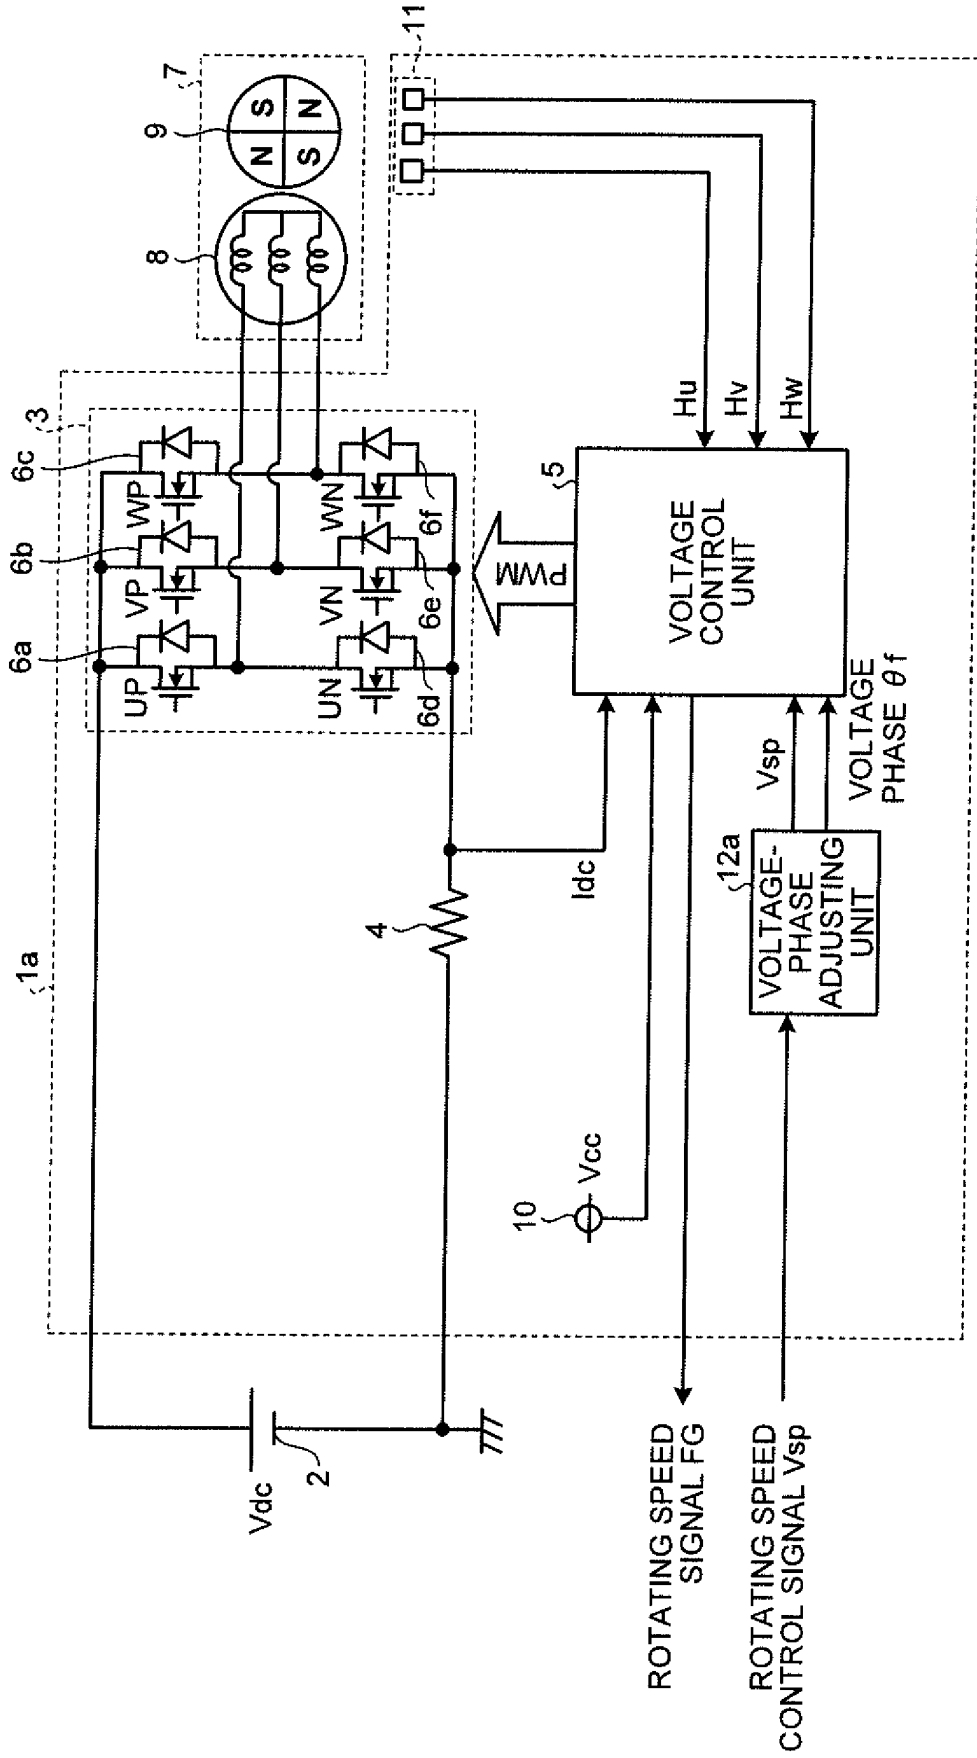 1a
Vdc
2
3
6a
6b
6c
UP
VP
WP
UN
VN
WN
6d
6e
6f
4
Idc
7
8
9
N
S
S
N
11
PWM
5
VOLTAGE
CONTROL
UNIT
Hu
Hv
Hw
10
Vcc
12a
VOLTAGE-
PHASE
ADJUSTING
UNIT
Vsp
VOLTAGE
PHASE θf
ROTATING SPEED
SIGNAL FG
ROTATING SPEED
CONTROL SIGNAL Vsp